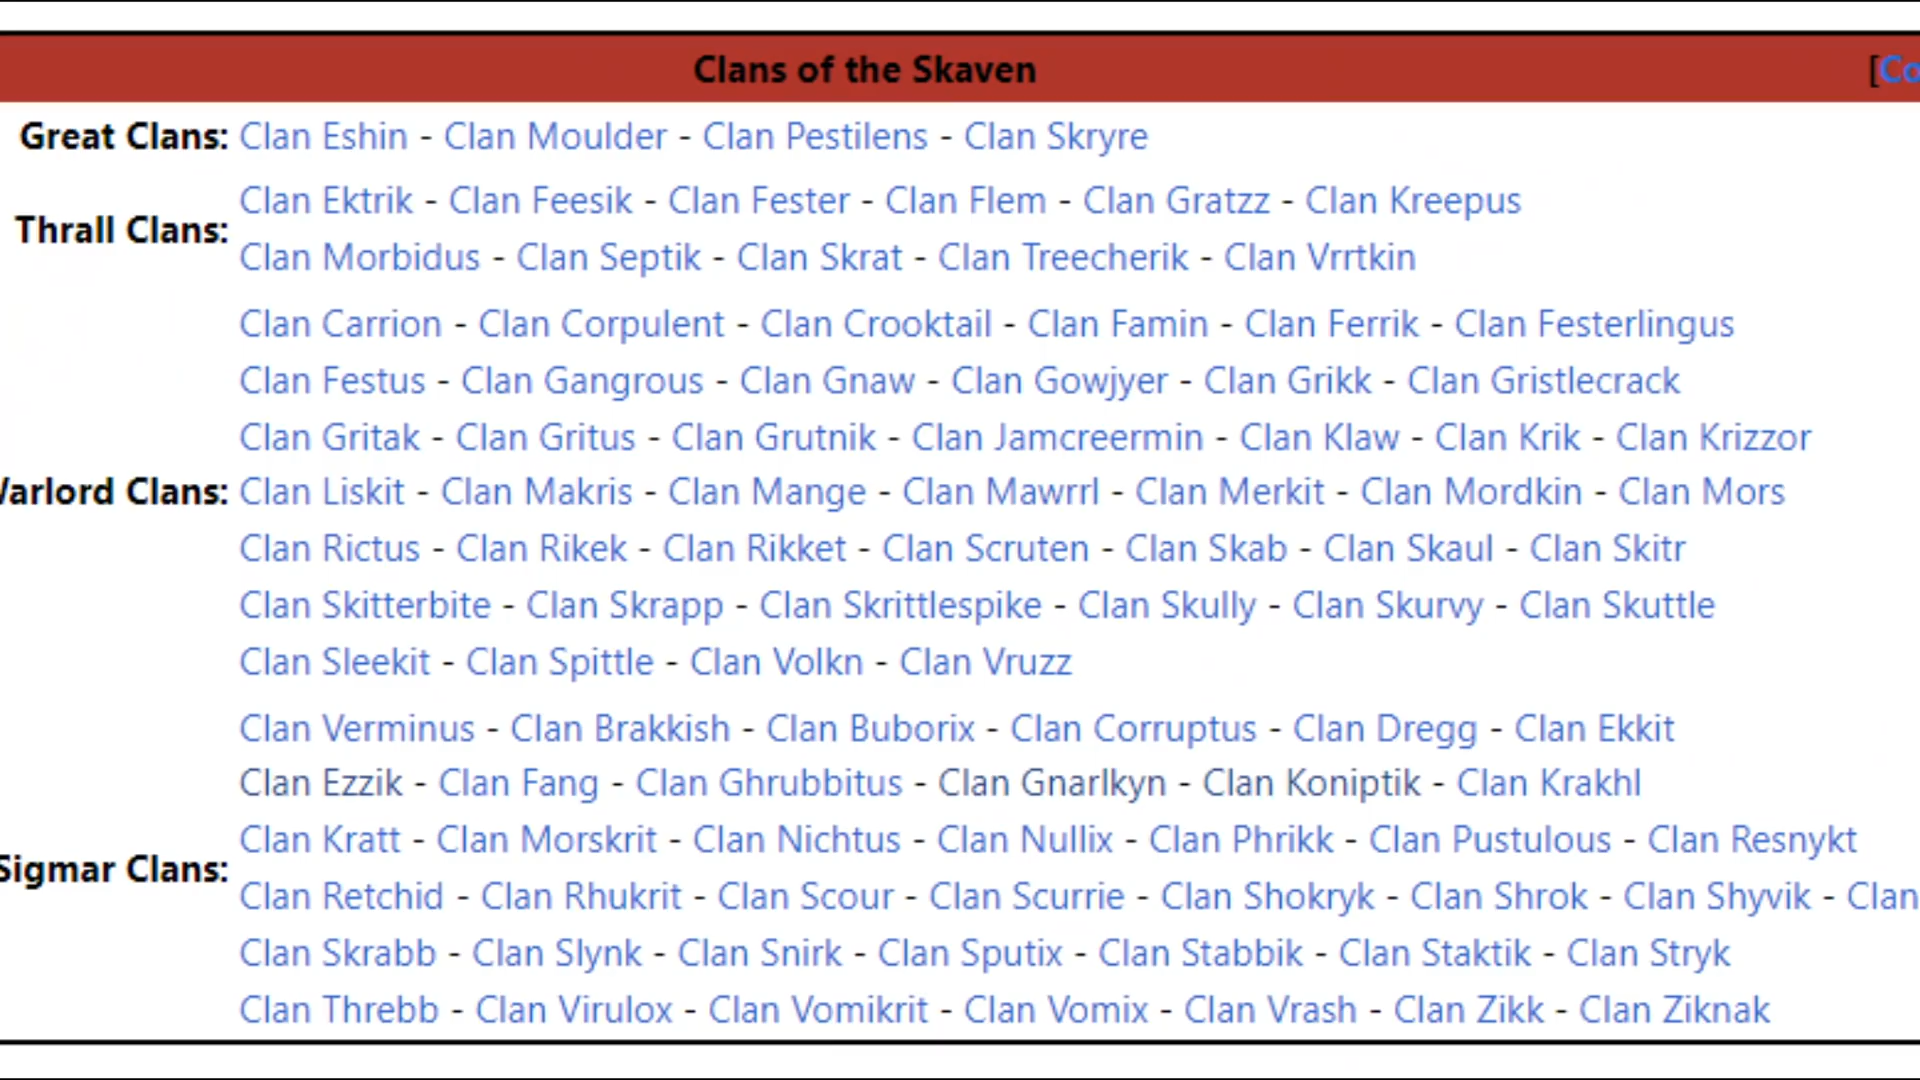 Clans of the Skaven [Co
Great Clans: Clan Eshin - Clan Moulder - Clan Pestilens - Clan Skryre
Thrall Clans: Clan Ektrik - Clan Feesik - Clan Fester - Clan Flem - Clan Gratzz - Clan Kreepus
Clan Morbidus - Clan Septik - Clan Skrat - Clan Treecherik - Clan Vrrtkin
Clan Carrion - Clan Corpulent - Clan Crooktail - Clan Famin - Clan Ferrik - Clan Festerlingus
Clan Festus - Clan Gangrous - Clan Gnaw - Clan Gowjyer - Clan Grikk - Clan Gristlecrack
Clan Gritak - Clan Gritus - Clan Grutnik - Clan Jamcreermin - Clan Klaw - Clan Krik - Clan Krizzor
arlord Clans: Clan Liskit - Clan Makris - Clan Mange - Clan Mawrrl - Clan Merkit - Clan Mordkin - Clan Mors
Clan Rictus - Clan Rikek - Clan Rikket - Clan Scruten - Clan Skab - Clan Skaul - Clan Skitr
Clan Skitterbite - Clan Skrapp - Clan Skrittlespike - Clan Skully - Clan Skurvy - Clan Skuttle
Clan Sleekit - Clan Spittle - Clan Volkn - Clan Vruzz
Clan Verminus - Clan Brakkish - Clan Buborix - Clan Corruptus - Clan Dregg - Clan Ekkit
Clan Ezzik - Clan Fang - Clan Ghrubbitus - Clan Gnarlkyn - Clan Koniptik - Clan Krakhl
Clan Kratt - Clan Morskrit - Clan Nichtus - Clan Nullix - Clan Phrikk - Clan Pustulous - Clan Resnykt
Sigmar Clans: Clan Retchid - Clan Rhukrit - Clan Scour - Clan Scurrie - Clan Shokryk - Clan Shrok - Clan Shyvik - Clan
Clan Skrabb - Clan Slynk - Clan Snirk - Clan Sputix - Clan Stabbik - Clan Staktik - Clan Stryk
Clan Threbb - Clan Virulox - Clan Vomikrit - Clan Vomix - Clan Vrash - Clan Zikk - Clan Ziknak